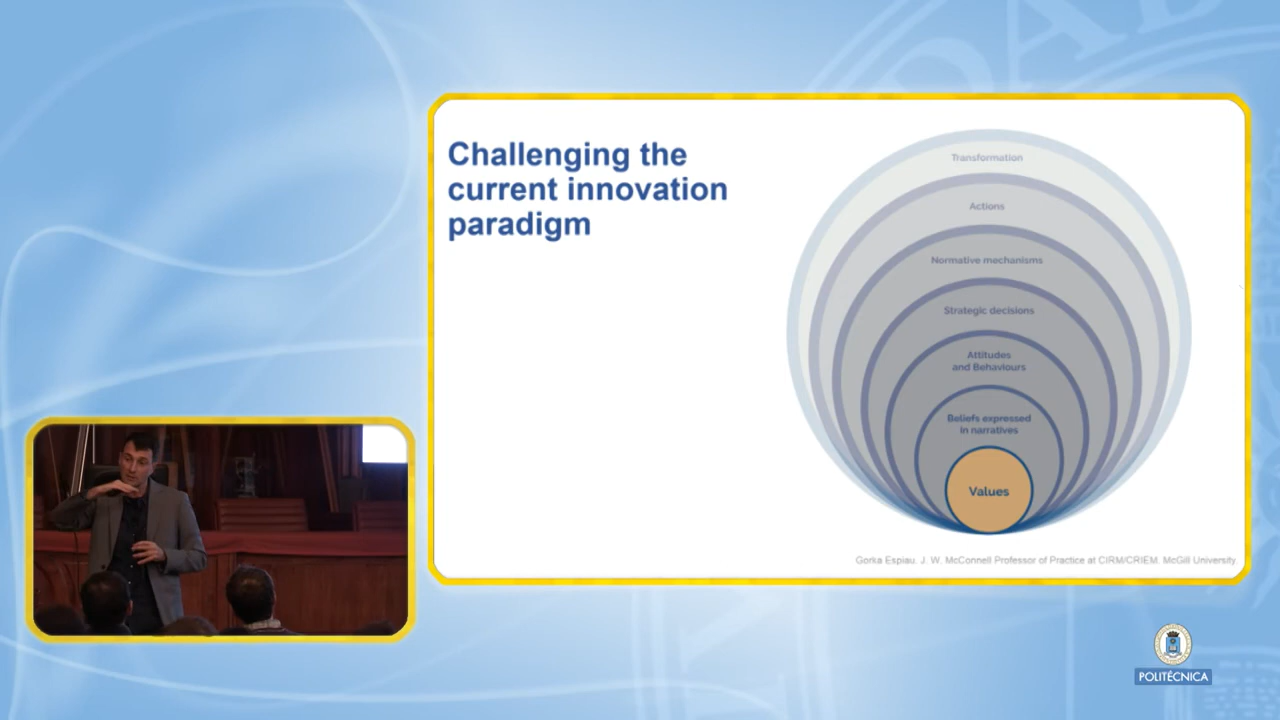 Challenging the
current innovation
paradigm
Transformation
Actions
Normative mechanisms
Strategic decisions
Attitudes
and Behaviours
Beliefs expressed
in narratives
Values
Gorka Espiau. J. W. McConnell Professor of Practice at CIRM/CRIEM. McGill University.
POLITÉCNICA